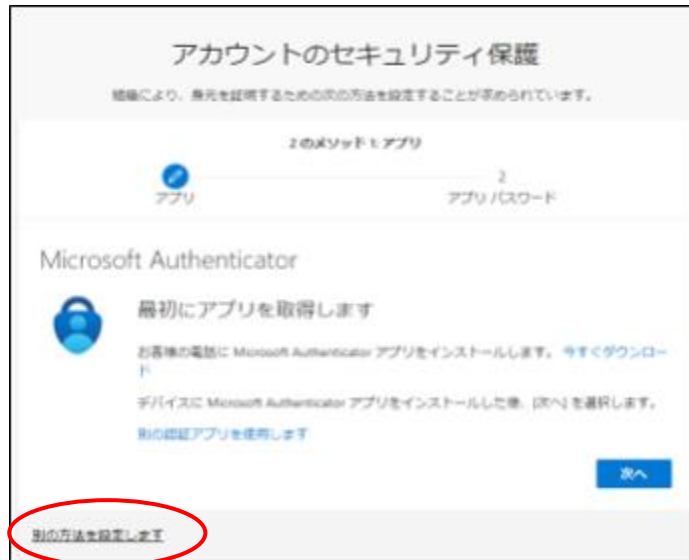 アカウントのセキュリティ保護
組織により、身元を証明するための次の方法を設定することが求められています。
2 のメソッド 1: アプリ
アプリ
2
アプリ パスワード
Microsoft Authenticator
最初にアプリを取得します
お客様の電話に Microsoft Authenticator アプリをインストールします。 今すぐダウンロー
ド
デバイスに Microsoft Authenticator アプリをインストールした後、[次へ] を選択します。
別の認証アプリを使用します
次へ
別の方法を設定します